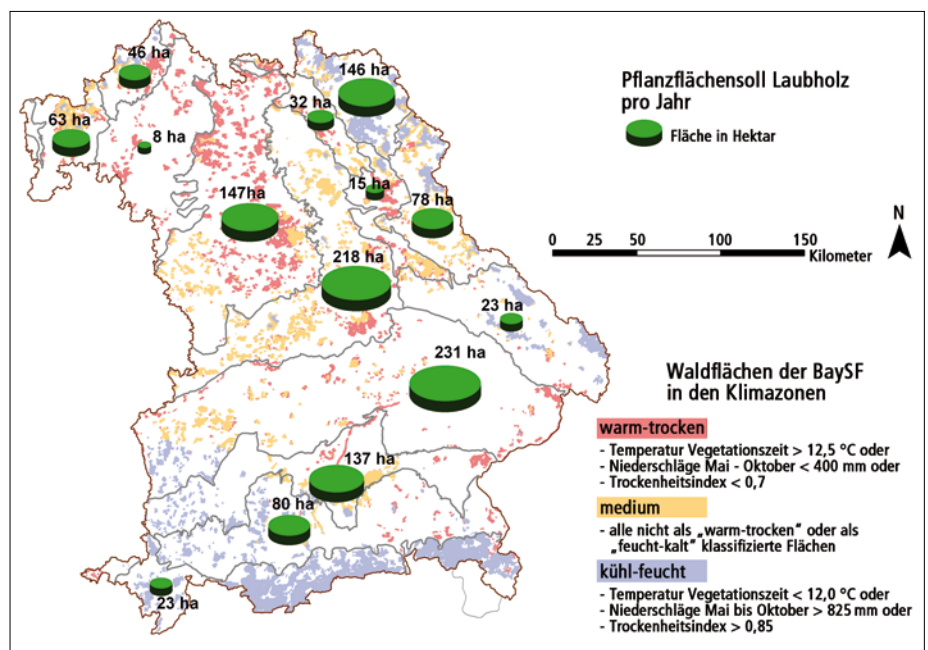 46 ha
146 ha
32 ha
63 ha
8 ha
15 ha
147ha
78 ha
218 ha
23 ha
231 ha
137 ha
80 ha
23 ha
Pflanzflächensoll Laubholz
pro Jahr
Fläche in Hektar
N
0 25 50 100 150
Kilometer
Waldflächen der BaySF
in den Klimazonen
warm-trocken
- Temperatur Vegetationszeit > 12,5 °C oder
- Niederschläge Mai - Oktober < 400 mm oder
- Trockenheitsindex < 0,7
medium
- alle nicht als „warm-trocken" oder als
„feucht-kalt" klassifizierte Flächen
kühl-feucht
- Temperatur Vegetationszeit < 12,0 °C oder
- Niederschläge Mai bis Oktober > 825 mm oder
- Trockenheitsindex > 0,85